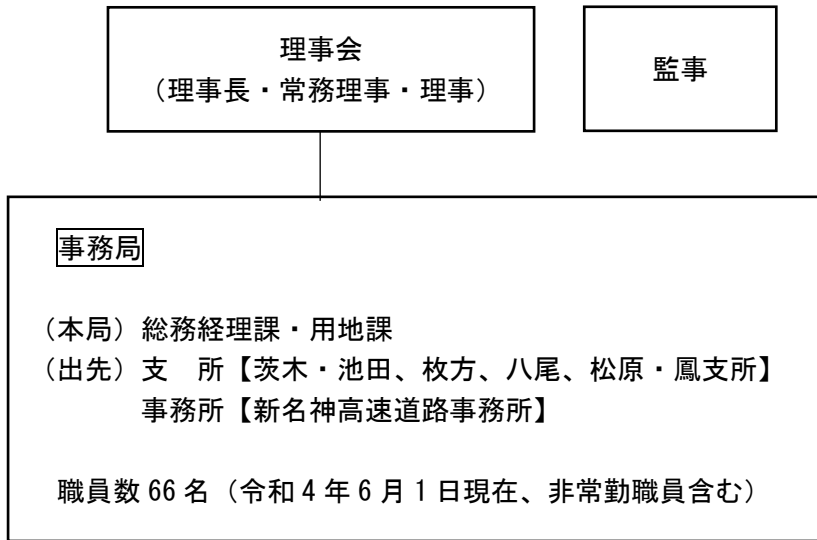 理事会
（理事長・常務理事・理事）
監事
事務局
（本局）総務経理課・用地課
（出先）支　所【茨木・池田、枚方、八尾、松原・鳳支所】
事務所【新名神高速道路事務所】
職員数 66 名（令和 4 年 6 月 1 日現在、非常勤職員含む）